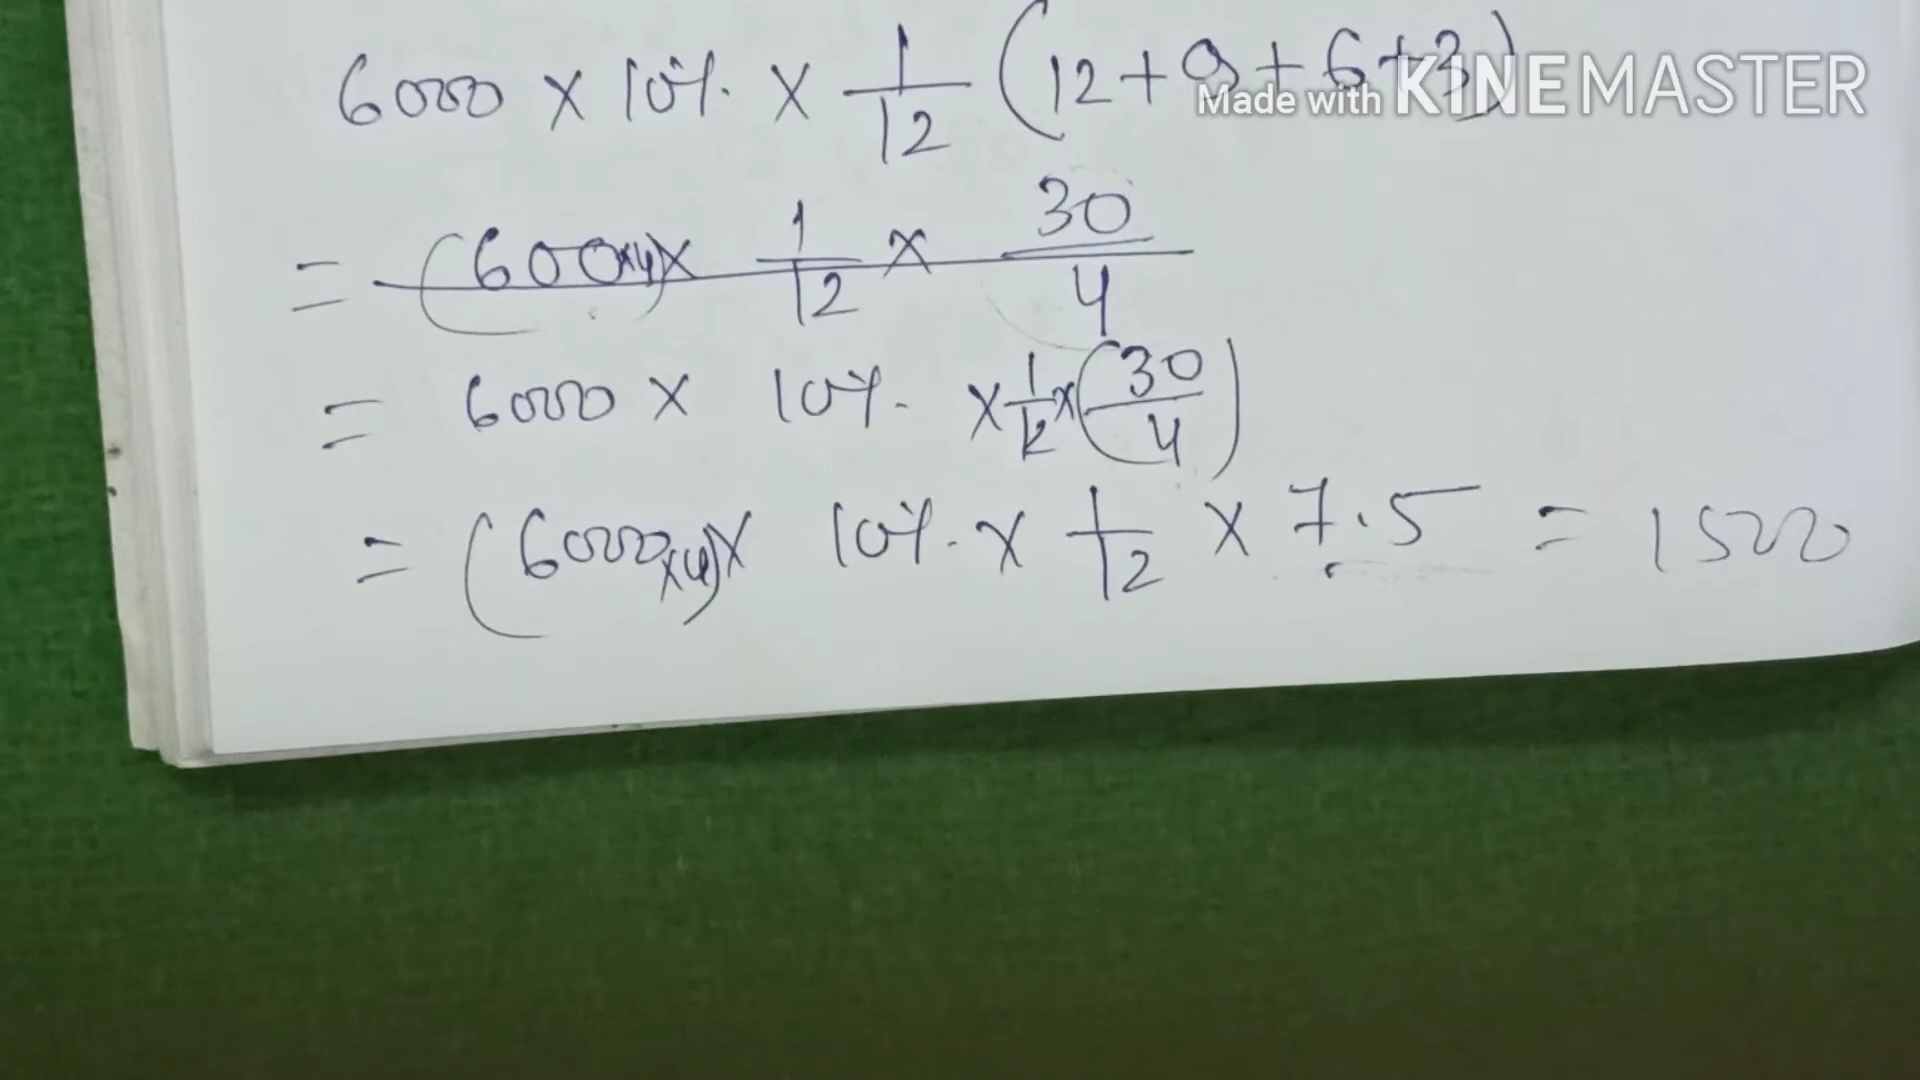 6000 × 10% × 1/12 (12+9+6+3)
Made with KINEMASTER
= (600×4)× 1/12 × 30/4
= 6000 × 10% × 1/12 × (30/4)
= (6000×4)× 10% × 1/12 × 7.5 = 1500